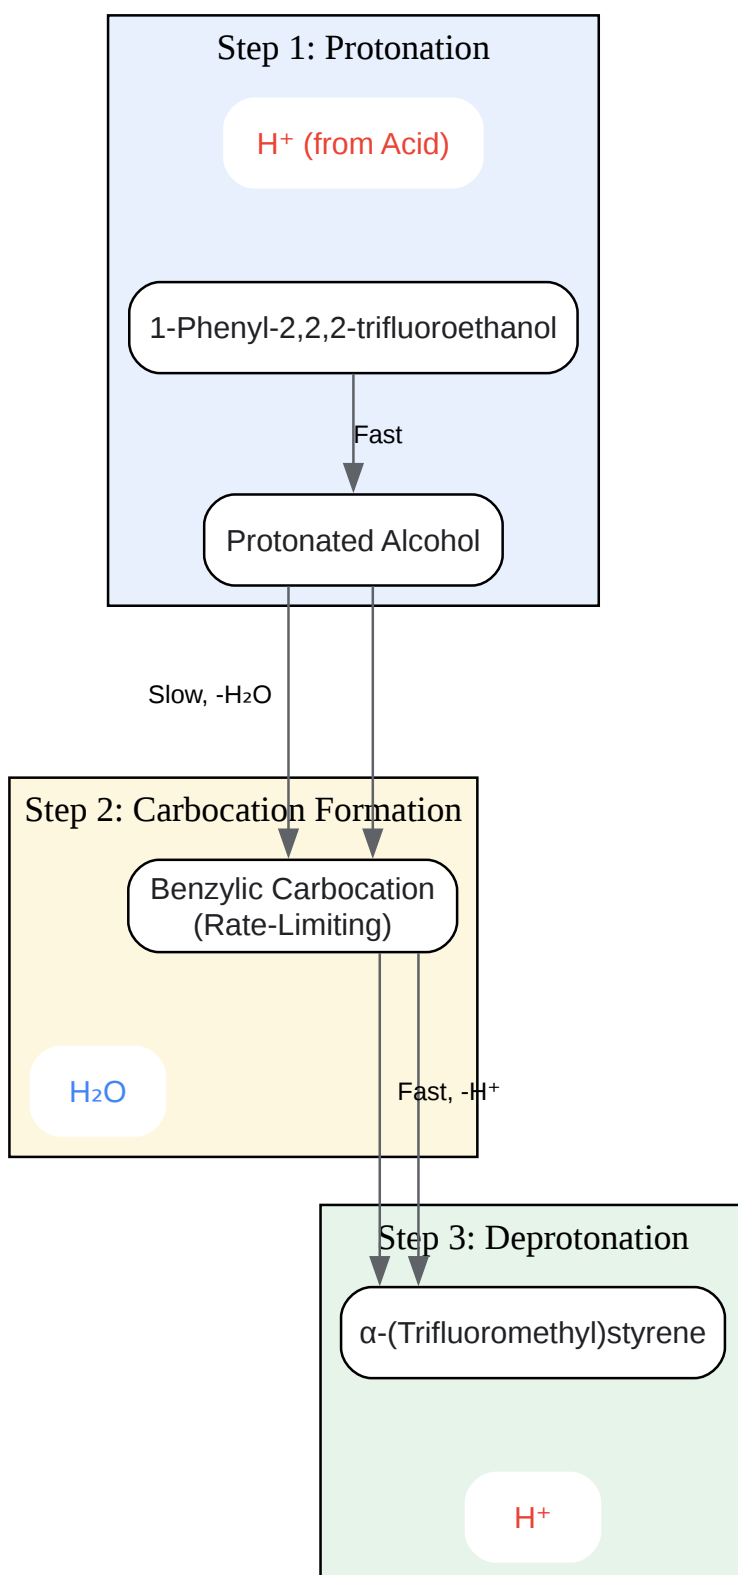 Step 1: Protonation
H⁺ (from Acid)
1-Phenyl-2,2,2-trifluoroethanol
Fast
Protonated Alcohol
Slow, -H₂O
Step 2: Carbocation Formation
Benzylic Carbocation
(Rate-Limiting)
H₂O
Fast, -H⁺
Step 3: Deprotonation
α-(Trifluoromethyl)styrene
H⁺